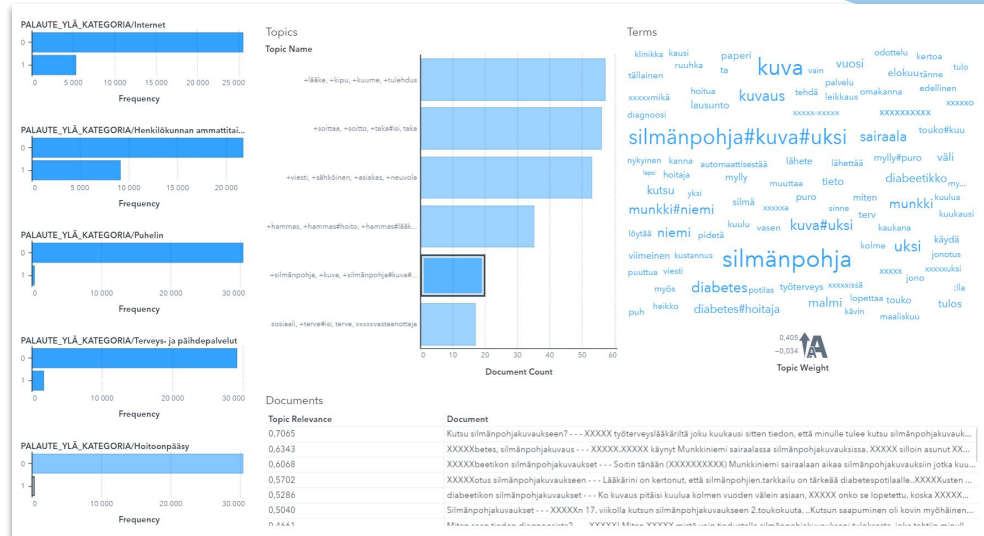 PALAUTE_YLÄ_KATEGORIA/Internet
0
1
0 5 000 10 000 15 000 20 000 25 000
Frequency
PALAUTE_YLÄ_KATEGORIA/Henkilökunnan ammattitai...
0
1
0 5 000 10 000 15 000 20 000
Frequency
PALAUTE_YLÄ_KATEGORIA/Puhelin
0
1
0 10 000 20 000 30 000
Frequency
PALAUTE_YLÄ_KATEGORIA/Terveys- ja päihdepalvelut
0
1
0 10 000 20 000 30 000
Frequency
PALAUTE_YLÄ_KATEGORIA/Hoitoonpääsy
0
1
0 10 000 20 000 30 000
Frequency
Topics
Topic Name
+lääke, +kipu, +kuume, +tulehdus
+soittaa, +soitto, +taka#isi, taka
+viesti, +sähköinen, +asiakas, +neuvola
+hammas, +hammas#hoito, +hammas#lääk...
+silmänpohja, +kuva, +silmänpohja#kuva#...
sosiaali, +terve#isi, terve, xxxxxvastaanottaja
0 10 20 30 40 50 60
Document Count
Terms
klinikka kausi paperi odottelu kertoa
ruuhka ta kuva vain vuosi elokuu tänne tulo
tällainen palvelu
xxxxxmikä hoitua kuvaus tehdä leikkaus omakanna edellinen
lausunto xxxxxo
diagnoosi xxxxx-xxxxx xxxxxxxxxx
silmänpohja#kuva#uksi sairaala touko#kuu
nykyinen kanna automaattisestää lähete lähettää mylly#puro väli
lapsi hoitaja mylly muuttaa tieto diabeetikko my...
kutsu yksi puro miten kuulua
munkki#niemi silmä xxxxxa sinne munkki kuukausi
löytää niemi pidetä kuulu vasen kuva#uksi terv kaukana
viimeinen kustannus silmänpohja kolme uksi käydä
jonotus
puuttua viesti xxxxx jono xxxxxuksi
myös diabetes potilas työterveys xxxxxissä :lla
puh heikko diabetes#hoitaja malmi lopettaa touko tulos
kävin maaliskuu
0,405
−0,034
Topic Weight
Documents
Topic Relevance Document
0,7065 Kutsu silmänpohjakuvaukseen? - - - XXXXX työterveyslääkäriltä joku kuukausi sitten tiedon, että minulle tulee kutsu silmänpohjakuvauk...
0,6343 XXXXXbetes, silmänpohjakuvaus - - - XXXXX.XXXXX käynyt Munkkiniemi sairaalassa silmänpohjakuvauksissa. XXXXX silloin asunut XX...
0,6068 XXXXXbeetikon silmänpohjakuvaukset - - - Soitin tänään (XXXXXXXXXX) Munkkiniemi sairaalaan aikaa silmänpohjakuvauksiin jotka kuu...
0,5702 XXXXXotus silmänpohjakuvaukseen - - - Lääkärini on kertonut, että silmänpohjien.tarkkailu on tärkeää diabetespotilaalle..XXXXXusten ...
0,5286 diabeetikon silmänpohjakuvaukset - - - Ko kuvaus pitäisi kuulua kolmen vuoden välein asiaan, XXXXX onko se lopetettu, koska XXXXX...
0,5040 Silmänpohjakuvaukset - - - XXXXXn 17. viikolla kutsun silmänpohjakuvaukseen 2.toukokuuta. ..Kutsun saapuminen oli kovin myöhäinen...